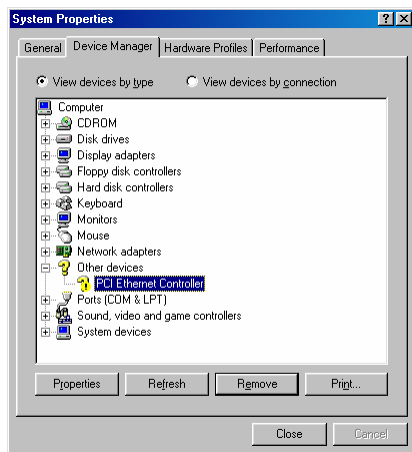 System Properties
General Device Manager Hardware Profiles Performance
View devices by type View devices by connection
Computer
CDROM
Disk drives
Display adapters
Floppy disk controllers
Hard disk controllers
Keyboard
Monitors
Mouse
Network adapters
Other devices
PCI Ethernet Controller
Ports (COM & LPT)
Sound, video and game controllers
System devices
Properties Refresh Remove Print...
Close Cancel